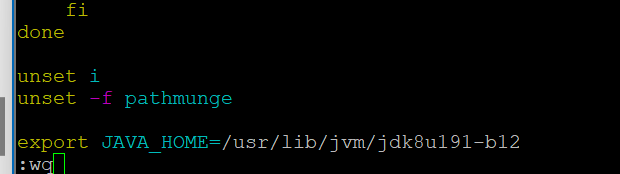 fi
done
unset i
unset -f pathmunge
export JAVA_HOME=/usr/lib/jvm/jdk8u191-b12
:wq